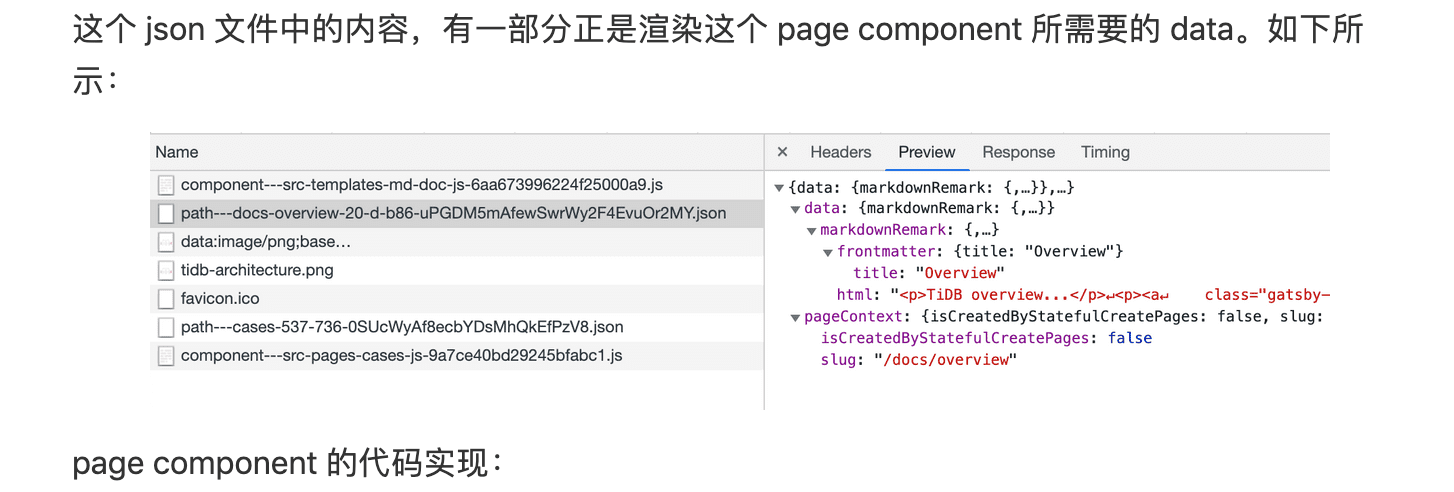 这个 json 文件中的内容，有一部分正是渲染这个 page component 所需要的 data。如下所
示：
Name
× Headers Preview Response Timing
component---src-templates-md-doc-js-6aa673996224f25000a9.js
path---docs-overview-20-d-b86-uPGDM5mAfewSwrWy2F4EvuOr2MY.json
data:image/png;base…
tidb-architecture.png
favicon.ico
path---cases-537-736-0SUcWyAf8ecbYDsMhQkEfPzV8.json
component---src-pages-cases-js-9a7ce40bd29245bfabc1.js
▼{data: {markdownRemark: {,…}},…}
▼data: {markdownRemark: {,…}}
▼markdownRemark: {,…}
▼frontmatter: {title: "Overview"}
title: "Overview"
html: "<p>TiDB overview...</p>↵<p><a↵    class="gatsby-
▼pageContext: {isCreatedByStatefulCreatePages: false, slug:
isCreatedByStatefulCreatePages: false
slug: "/docs/overview"
page component 的代码实现：